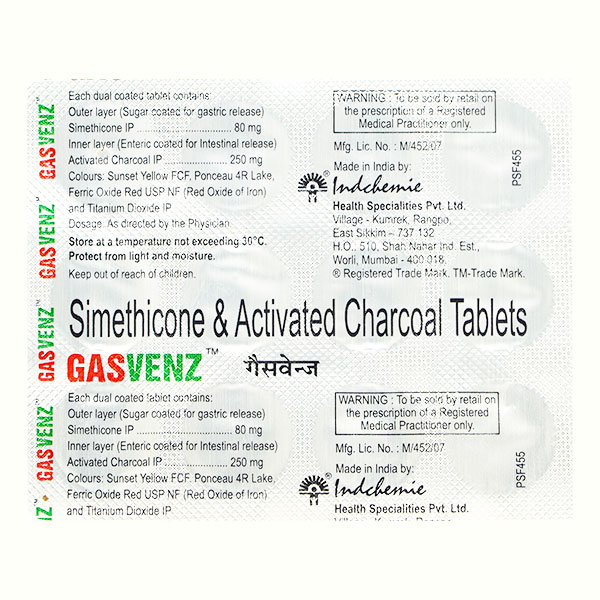 GASVENZ™
GASVENZ™
GASVENZ™
GASVENZ
GASVENZ
Each dual coated tablet contains:
Outer layer (Sugar coated for gastric release)
Simethicone IP ........................ 80 mg
Inner layer (Enteric coated for Intestinal release)
Activated Charcoal IP ................. 250 mg
Colours: Sunset Yellow FCF, Ponceau 4R Lake,
Ferric Oxide Red USP NF (Red Oxide of Iron)
and Titanium Dioxide IP
Dosage: As directed by the Physician
Store at a temperature not exceeding 30°C.
Protect from light and moisture.
Keep out of reach of children.
WARNING : To be sold by retail on
the prescription of a Registered
Medical Practitioner only.
Mfg. Lic. No. : M/452/07
Made in India by:
Indchemie
Health Specialities Pvt. Ltd.
Village - Kumrek, Rangpo,
East Sikkim – 737 132
H.O.: 510, Shah Nahar Ind. Est.,
Worli, Mumbai - 400 018.
® Registered Trade Mark. TM-Trade Mark.
PSF455
Simethicone & Activated Charcoal Tablets
GASVENZ™ गैसवेन्ज
Each dual coated tablet contains:
Outer layer (Sugar coated for gastric release)
Simethicone IP ........................ 80 mg
Inner layer (Enteric coated for Intestinal release)
Activated Charcoal IP ................. 250 mg
Colours: Sunset Yellow FCF, Ponceau 4R Lake,
Ferric Oxide Red USP NF (Red Oxide of Iron)
and Titanium Dioxide IP
WARNING : To be sold by retail on
the prescription of a Registered
Medical Practitioner only.
Mfg. Lic. No. : M/452/07
Made in India by:
Indchemie
Health Specialities Pvt. Ltd.
Village - Kumrek, Rangpo,
PSF455